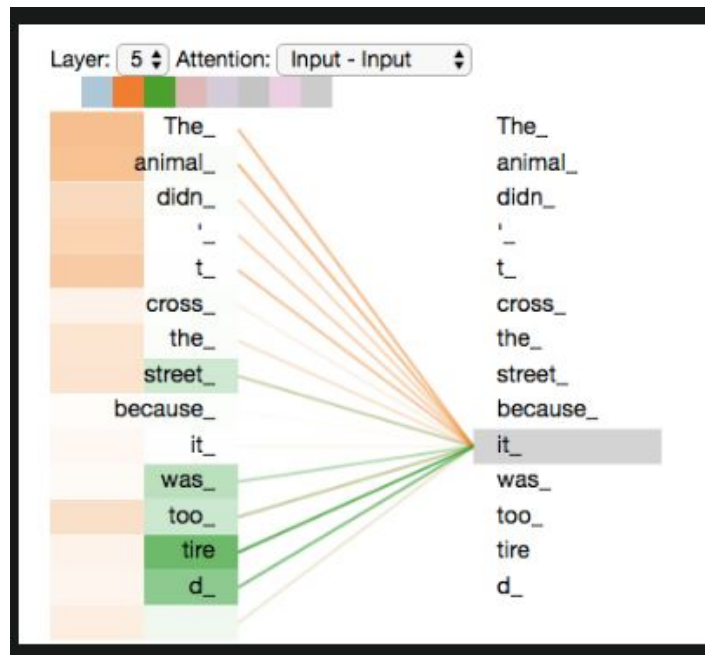 Layer: 5 Attention: Input - Input
The_ The_
animal_ animal_
didn_ didn_
'_ '_
t_ t_
cross_ cross_
the_ the_
street_ street_
because_ because_
it_ it_
was_ was_
too_ too_
tire tire
d_ d_